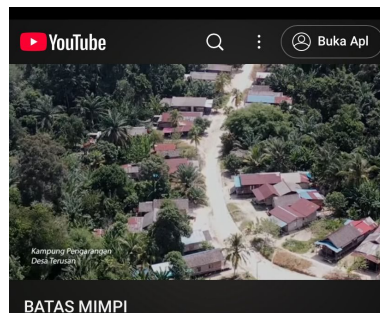 YouTube
Buka Apl
Kampung Pengarangan
Desa Terusan
BATAS MIMPI